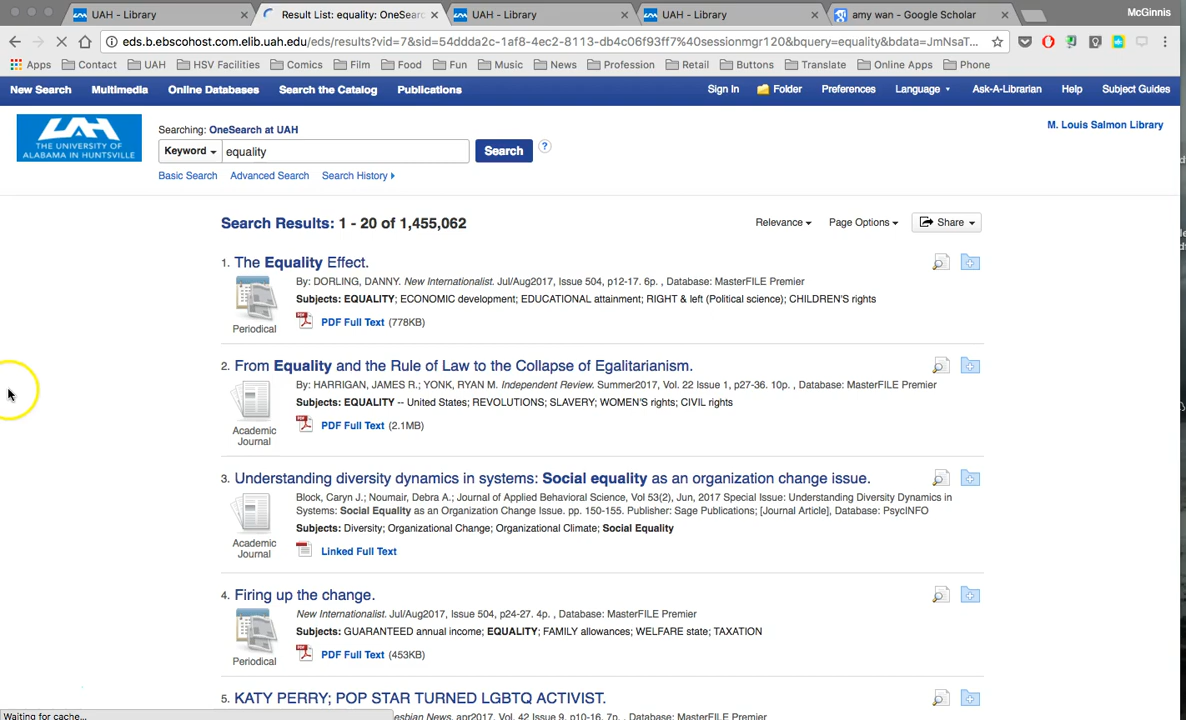 UAH - Library
Result List: equality: OneSearc
UAH - Library
UAH - Library
amy wan - Google Scholar
McGinnis
eds.b.ebscohost.com.elib.uah.edu/eds/results?vid=7&sid=54ddda2c-1af8-4ec2-8113-db4c06f93ff7%40sessionmgr120&bquery=equality&bdata=JmNsaT...
Apps Contact UAH HSV Facilities Comics Film Food Fun Music News Profession Retail Buttons Translate Online Apps Phone
New Search Multimedia Online Databases Search the Catalog Publications Sign In Folder Preferences Language Ask-A-Librarian Help Subject Guides
UAH
THE UNIVERSITY OF
ALABAMA IN HUNTSVILLE
Searching: OneSearch at UAH
M. Louis Salmon Library
Keyword equality Search ?
Basic Search Advanced Search Search History
Search Results: 1 - 20 of 1,455,062
Relevance Page Options Share
1. The Equality Effect.
By: DORLING, DANNY. New Internationalist. Jul/Aug2017, Issue 504, p12-17. 6p. , Database: MasterFILE Premier
Subjects: EQUALITY; ECONOMIC development; EDUCATIONAL attainment; RIGHT & left (Political science); CHILDREN'S rights
Periodical
PDF Full Text (778KB)
2. From Equality and the Rule of Law to the Collapse of Egalitarianism.
By: HARRIGAN, JAMES R.; YONK, RYAN M. Independent Review. Summer2017, Vol. 22 Issue 1, p27-36. 10p. , Database: MasterFILE Premier
Subjects: EQUALITY -- United States; REVOLUTIONS; SLAVERY; WOMEN'S rights; CIVIL rights
Academic
Journal
PDF Full Text (2.1MB)
3. Understanding diversity dynamics in systems: Social equality as an organization change issue.
Block, Caryn J.; Noumair, Debra A.; Journal of Applied Behavioral Science, Vol 53(2), Jun, 2017 Special Issue: Understanding Diversity Dynamics in
Systems: Social Equality as an Organization Change Issue. pp. 150-155. Publisher: Sage Publications; [Journal Article], Database: PsycINFO
Subjects: Diversity; Organizational Change; Organizational Climate; Social Equality
Academic
Journal
Linked Full Text
4. Firing up the change.
New Internationalist. Jul/Aug2017, Issue 504, p24-27. 4p. , Database: MasterFILE Premier
Subjects: GUARANTEED annual income; EQUALITY; FAMILY allowances; WELFARE state; TAXATION
Periodical
PDF Full Text (453KB)
5. KATY PERRY; POP STAR TURNED LGBTQ ACTIVIST.
Waiting for cache...
esbian News. apr2017, Vol. 42 Issue 9, p10-16. 7p. , Database: MasterFILE Premier